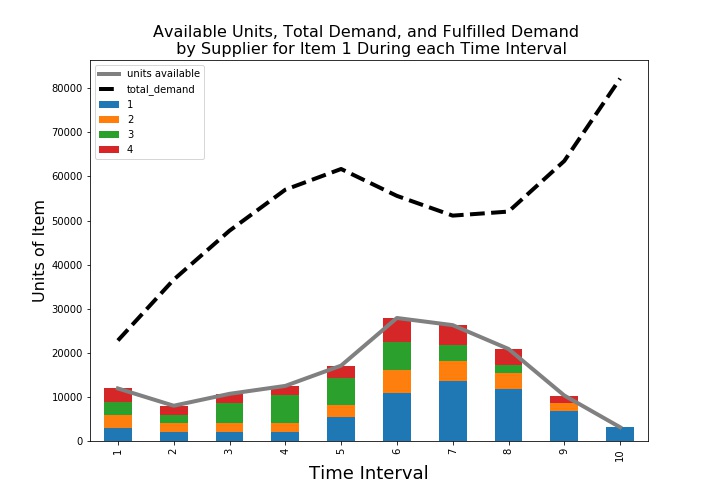 Available Units, Total Demand, and Fulfilled Demand
by Supplier for Item 1 During each Time Interval
units available
total_demand
1
2
3
4
80000
70000
60000
50000
40000
30000
20000
10000
0
Units of Item
1 2 3 4 5 6 7 8 9 10
Time Interval